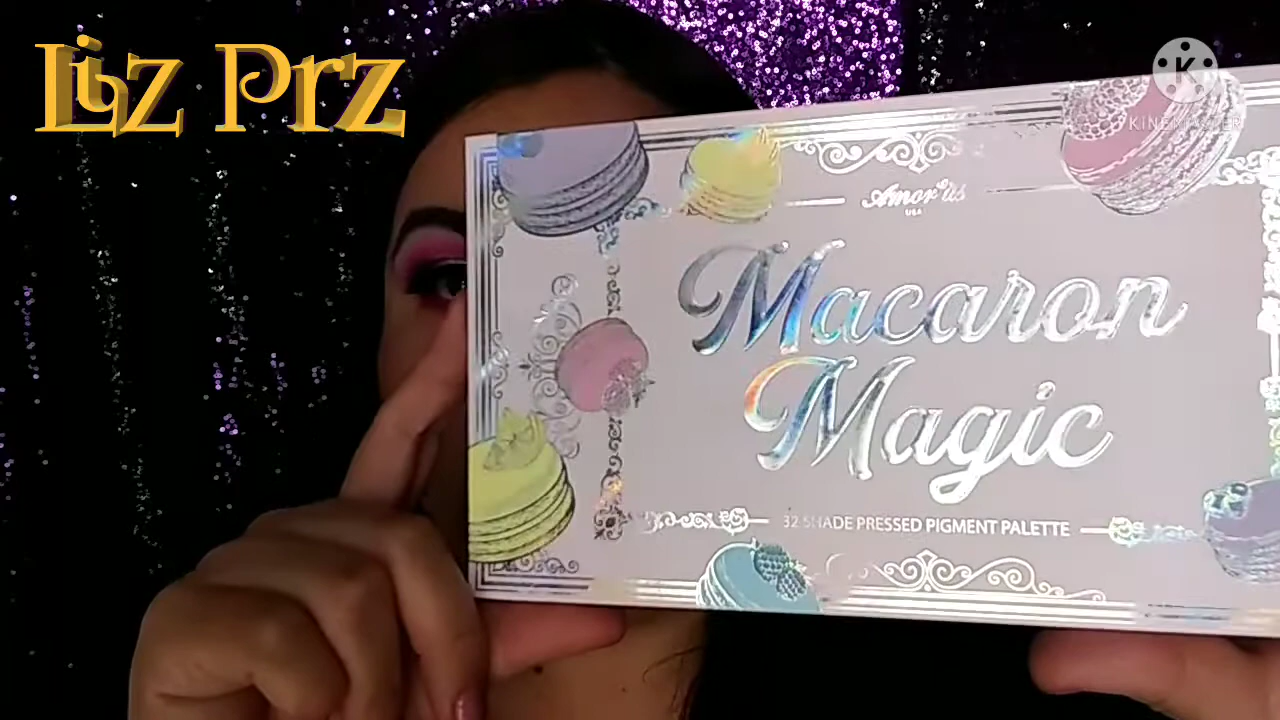 Liz Prz
K
KINEMASTER
Amor Us
USA
Macaron
Magic
32 SHADE PRESSED PIGMENT PALETTE